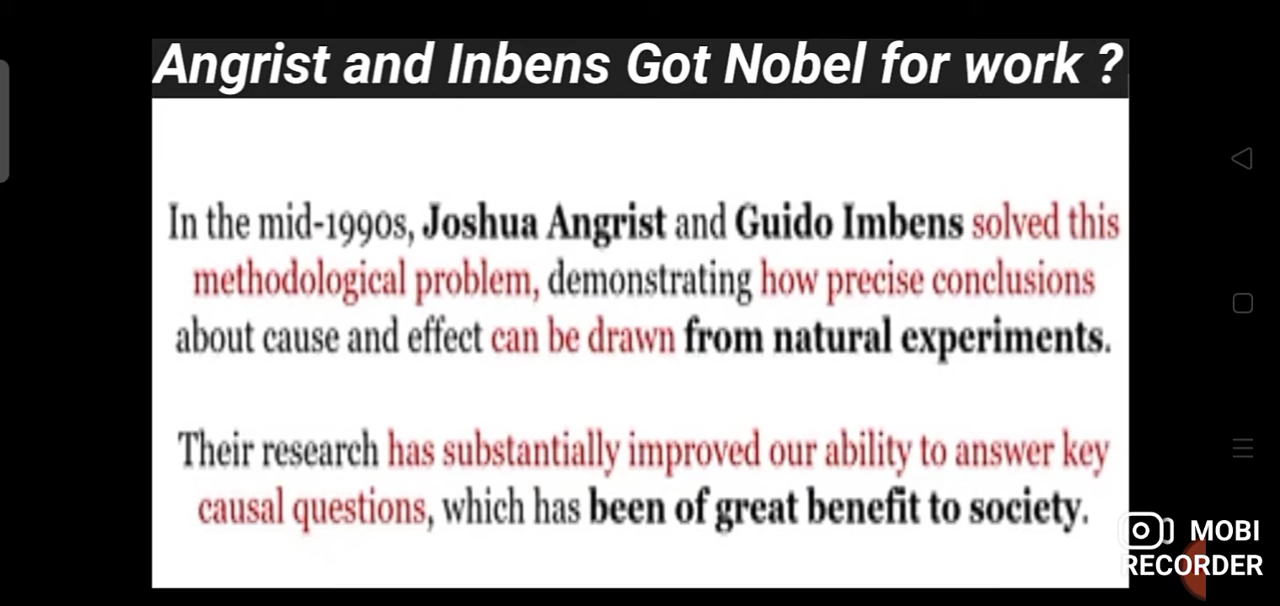 Angrist and Inbens Got Nobel for work ?
In the mid-1990s, Joshua Angrist and Guido Imbens solved this
methodological problem, demonstrating how precise conclusions
about cause and effect can be drawn from natural experiments.
Their research has substantially improved our ability to answer key
causal questions, which has been of great benefit to society.
MOBI
RECORDER